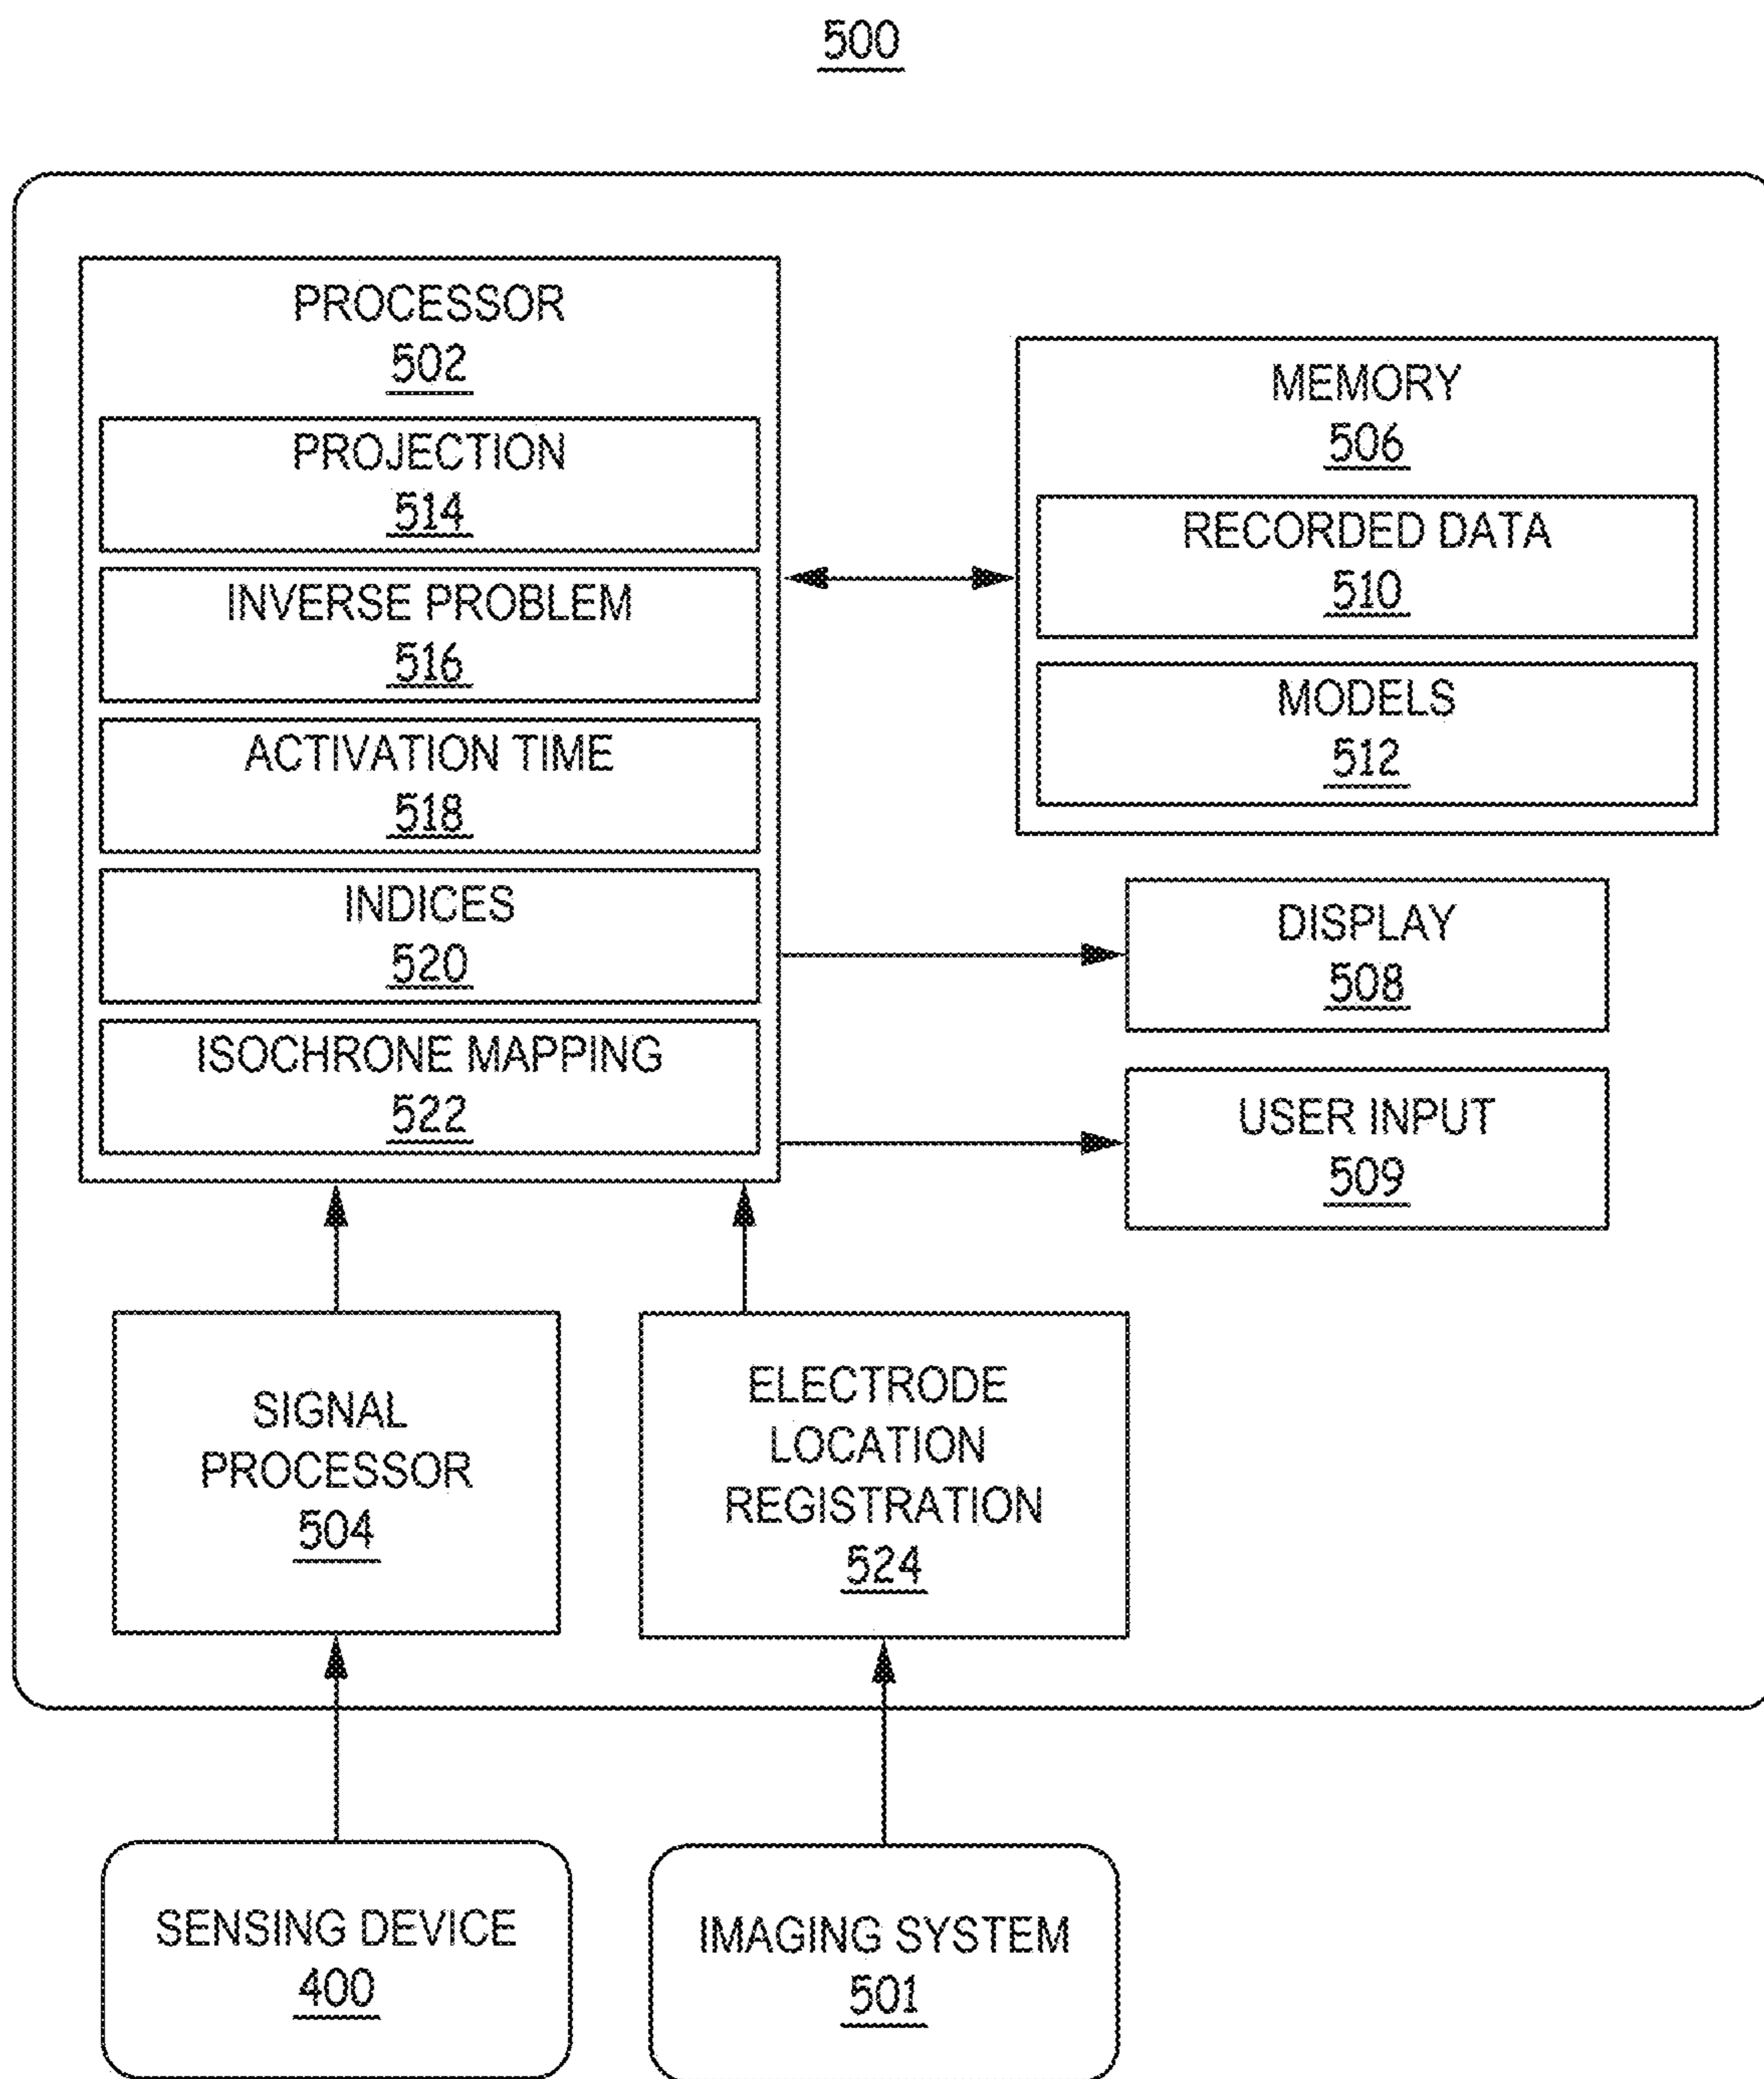 500
PROCESSOR
502
PROJECTION
514
INVERSE PROBLEM
516
ACTIVATION TIME
518
INDICES
520
ISOCHRONE MAPPING
522
MEMORY
506
RECORDED DATA
510
MODELS
512
DISPLAY
508
USER INPUT
509
SIGNAL
PROCESSOR
504
ELECTRODE
LOCATION
REGISTRATION
524
SENSING DEVICE
400
IMAGING SYSTEM
501